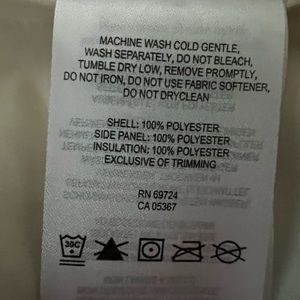 MACHINE WASH COLD GENTLE,
WASH SEPARATELY, DO NOT BLEACH,
TUMBLE DRY LOW, REMOVE PROMPTLY,
DO NOT IRON, DO NOT USE FABRIC SOFTENER,
DO NOT DRYCLEAN
SHELL: 100% POLYESTER
SIDE PANEL: 100% POLYESTER
INSULATION: 100% POLYESTER
EXCLUSIVE OF TRIMMING
RN 69724
CA 05367
30C